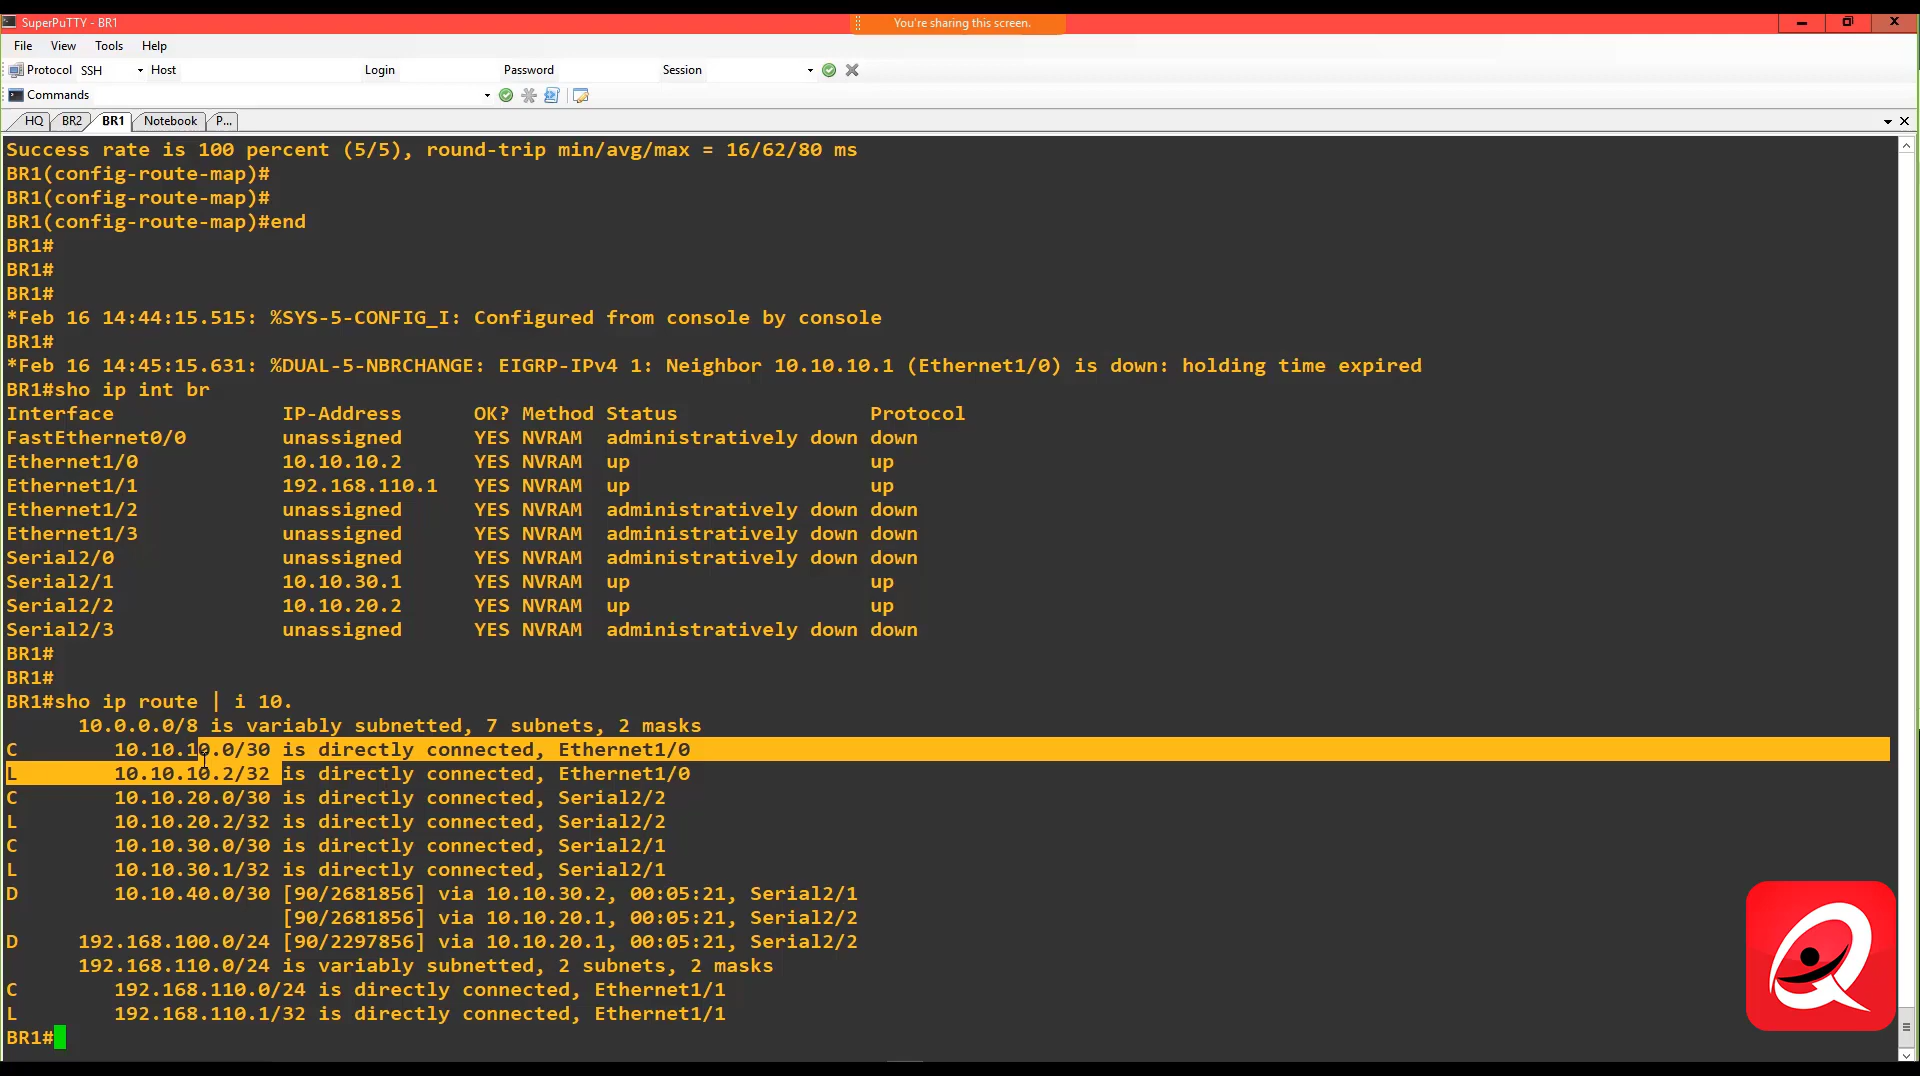 SuperPuTTY - BR1
You're sharing this screen.
File View Tools Help
Protocol SSH Host Login Password Session
Commands
HQ BR2 BR1 Notebook P...
Success rate is 100 percent (5/5), round-trip min/avg/max = 16/62/80 ms
BR1(config-route-map)#
BR1(config-route-map)#
BR1(config-route-map)#end
BR1#
BR1#
BR1#
*Feb 16 14:44:15.515: %SYS-5-CONFIG_I: Configured from console by console
BR1#
*Feb 16 14:45:15.631: %DUAL-5-NBRCHANGE: EIGRP-IPv4 1: Neighbor 10.10.10.1 (Ethernet1/0) is down: holding time expired
BR1#sho ip int br
Interface IP-Address OK? Method Status Protocol
FastEthernet0/0 unassigned YES NVRAM administratively down down
Ethernet1/0 10.10.10.2 YES NVRAM up up
Ethernet1/1 192.168.110.1 YES NVRAM up up
Ethernet1/2 unassigned YES NVRAM administratively down down
Ethernet1/3 unassigned YES NVRAM administratively down down
Serial2/0 unassigned YES NVRAM administratively down down
Serial2/1 10.10.30.1 YES NVRAM up up
Serial2/2 10.10.20.2 YES NVRAM up up
Serial2/3 unassigned YES NVRAM administratively down down
BR1#
BR1#
BR1#sho ip route | i 10.
10.0.0.0/8 is variably subnetted, 7 subnets, 2 masks
C 10.10.10.0/30 is directly connected, Ethernet1/0
L 10.10.10.2/32 is directly connected, Ethernet1/0
C 10.10.20.0/30 is directly connected, Serial2/2
L 10.10.20.2/32 is directly connected, Serial2/2
C 10.10.30.0/30 is directly connected, Serial2/1
L 10.10.30.1/32 is directly connected, Serial2/1
D 10.10.40.0/30 [90/2681856] via 10.10.30.2, 00:05:21, Serial2/1
[90/2681856] via 10.10.20.1, 00:05:21, Serial2/2
D 192.168.100.0/24 [90/2297856] via 10.10.20.1, 00:05:21, Serial2/2
192.168.110.0/24 is variably subnetted, 2 subnets, 2 masks
C 192.168.110.0/24 is directly connected, Ethernet1/1
L 192.168.110.1/32 is directly connected, Ethernet1/1
BR1#